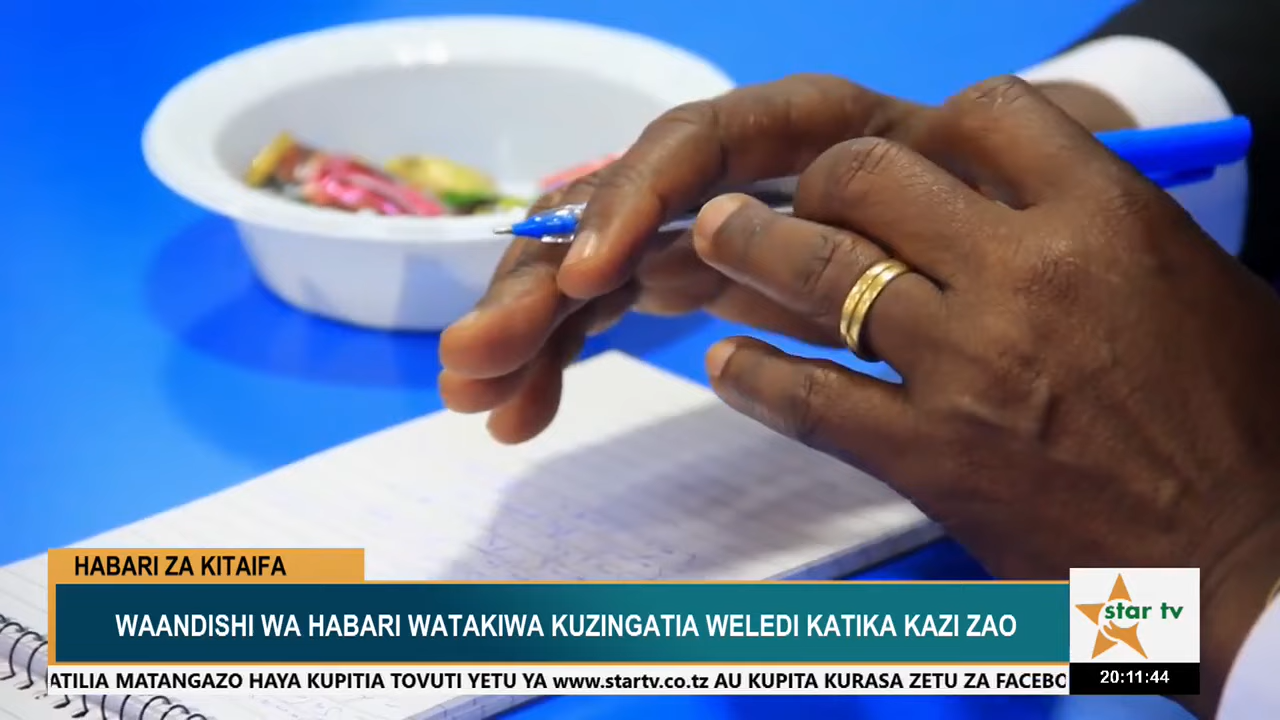 HABARI ZA KITAIFA
WAANDISHI WA HABARI WATAKIWA KUZINGATIA WELEDI KATIKA KAZI ZAO
star tv
ATILIA MATANGAZO HAYA KUPITIA TOVUTI YETU YA www.startv.co.tz AU KUPITA KURASA ZETU ZA FACEBO
20:11:44